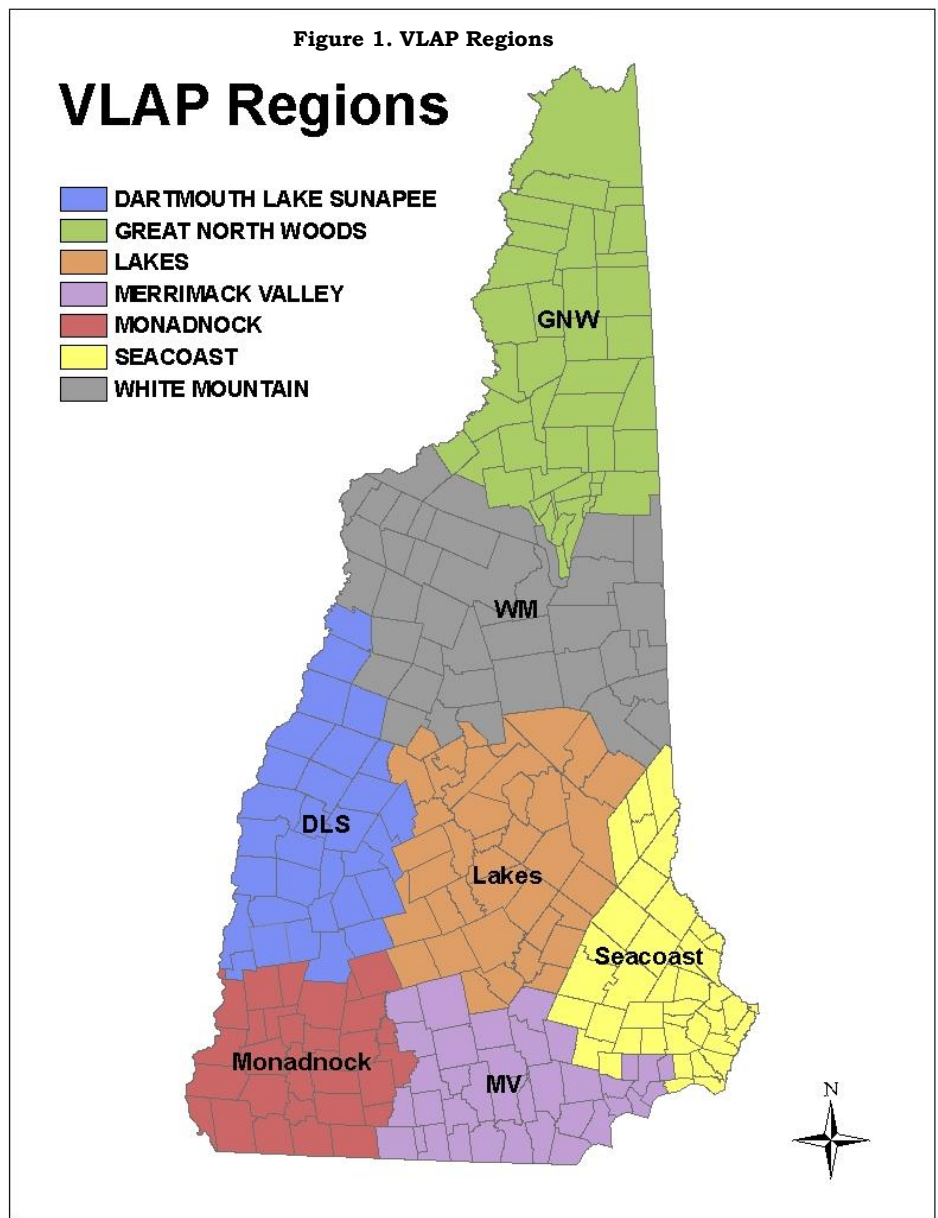 Figure 1. VLAP Regions
VLAP Regions
DARTMOUTH LAKE SUNAPEE
GREAT NORTH WOODS
LAKES
MERRIMACK VALLEY
MONADNOCK
SEACOAST
WHITE MOUNTAIN
GNW
WM
DLS
Lakes
Seacoast
Monadnock
MV
N